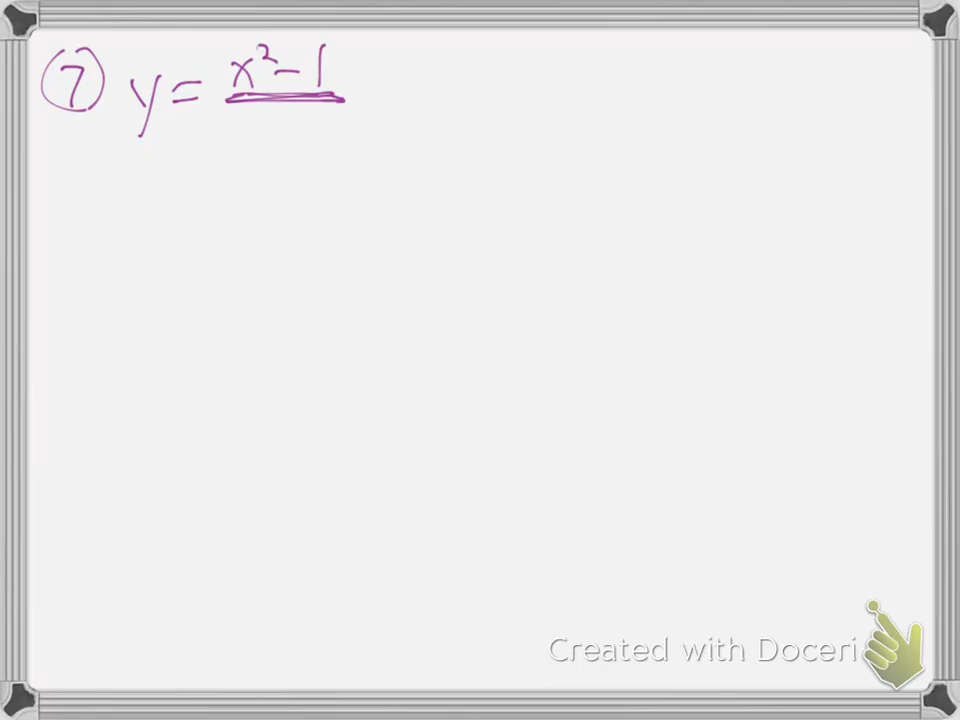 ⑦ y = x² - 1
Created with Doceri